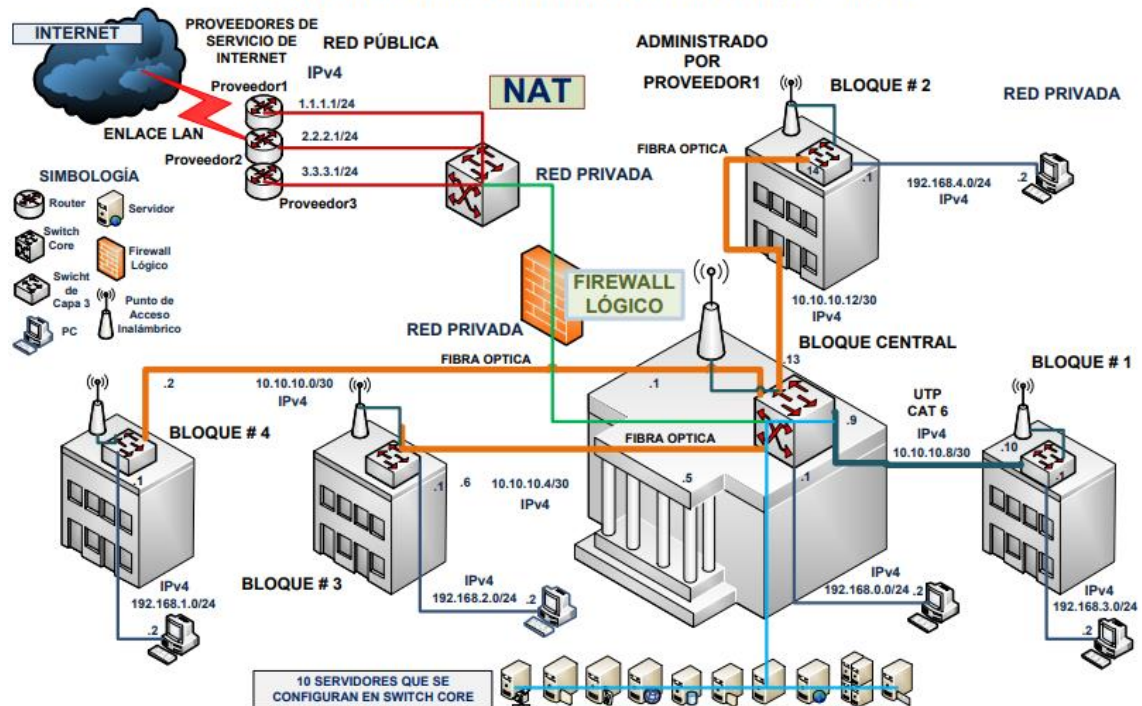 INTERNET
PROVEEDORES DE
SERVICIO DE
INTERNET
RED PÚBLICA
IPv4
Proveedor1
1.1.1.1/24
NAT
ENLACE LAN
2.2.2.1/24
Proveedor2
3.3.3.1/24
Proveedor3
RED PRIVADA
ADMINISTRADO
POR
PROVEEDOR1
BLOQUE # 2
RED PRIVADA
FIBRA OPTICA
.14
.1
192.168.4.0/24
.2
IPv4
10.10.10.12/30
IPv4
SIMBOLOGÍA
Router
Servidor
Switch
Core
Firewall
Lógico
Swicht
de
Capa 3
Punto de
Acceso
Inalámbrico
PC
FIREWALL
LÓGICO
RED PRIVADA
FIBRA OPTICA
BLOQUE CENTRAL
.13
.1
.9
.5
.1
BLOQUE # 1
UTP
CAT 6
IPv4
10.10.10.8/30
.10
.1
.2
10.10.10.0/30
IPv4
BLOQUE # 4
.1
FIBRA OPTICA
.1
.6
10.10.10.4/30
IPv4
BLOQUE # 3
IPv4
192.168.1.0/24
.2
IPv4
192.168.2.0/24
.2
IPv4
192.168.0.0/24
.2
IPv4
192.168.3.0/24
.2
10 SERVIDORES QUE SE
CONFIGURAN EN SWITCH CORE